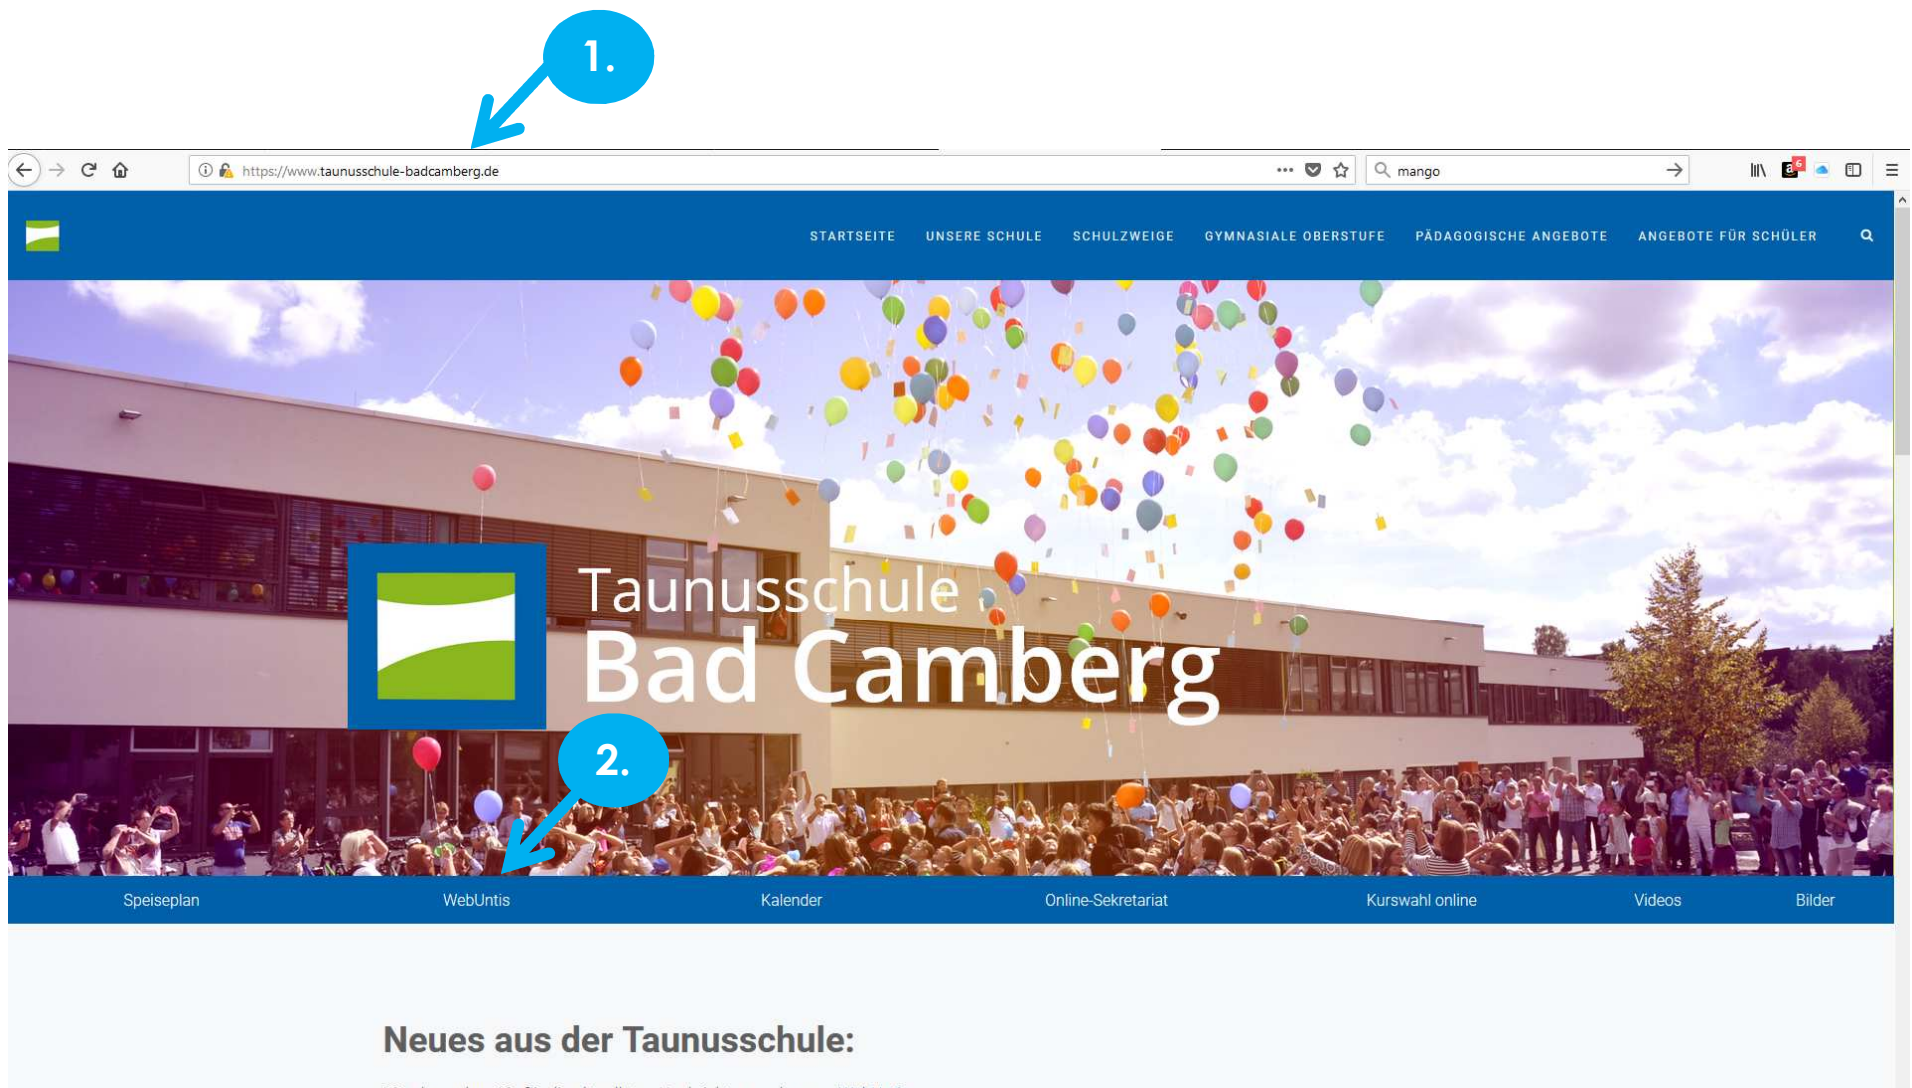 1.
https://www.taunusschule-badcamberg.de
mango
6
STARTSEITE UNSERE SCHULE SCHULZWEIGE GYMNASIALE OBERSTUFE PÄDAGOGISCHE ANGEBOTE ANGEBOTE FÜR SCHÜLER
Taunusschule
Bad Camberg
2.
Speiseplan WebUntis Kalender Online-Sekretariat Kurswahl online Videos Bilder
Neues aus der Taunusschule: